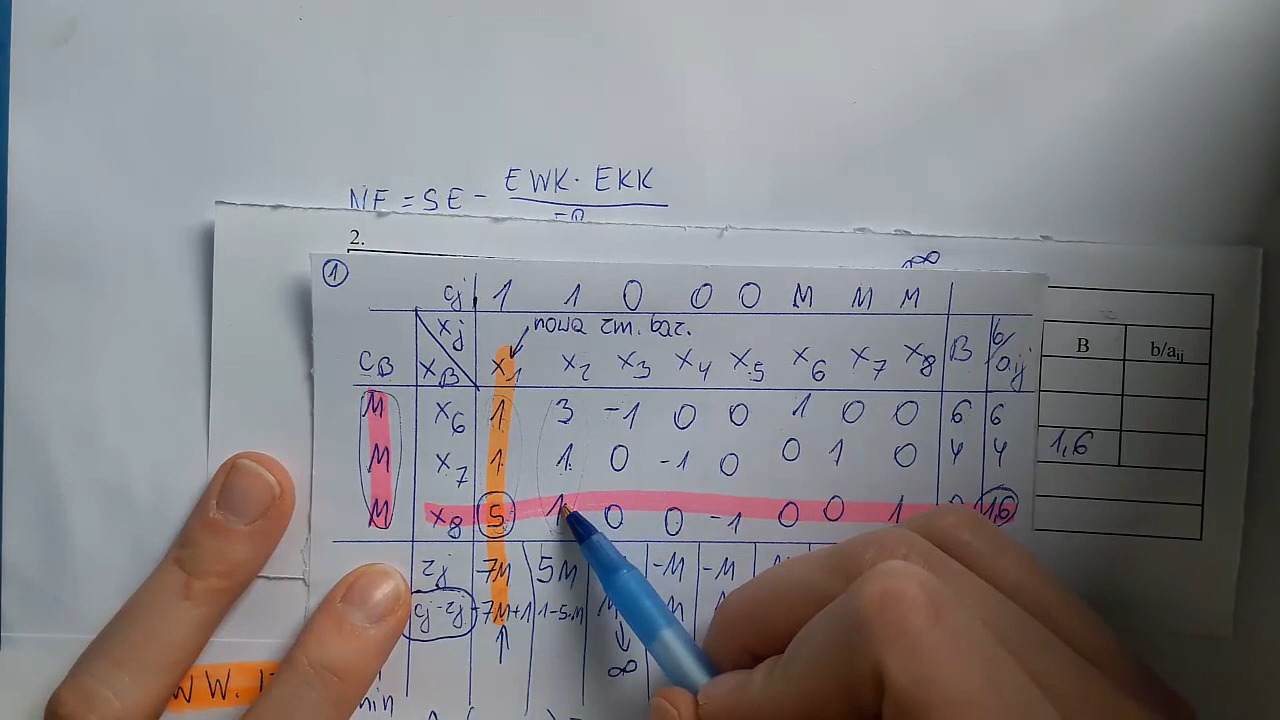 EWK · EKK
NF = SE -
2.
∞
①
cj 1 1 0 0 0 M M M
xj nowa zm. baz.
CB XB x1 x2 x3 x4 x5 x6 x7 x8 B b/aij
M x6 1 3 -1 0 0 1 0 0 6 6
M x7 1 1 0 -1 0 0 1 0 4 4
M x8 5 1 0 0 -1 0 0 1 1,6
zj 7M 5M -M -M
cj-zj -7M+1 1-5M M M
∞
B b/aij
1,6
WW.
min